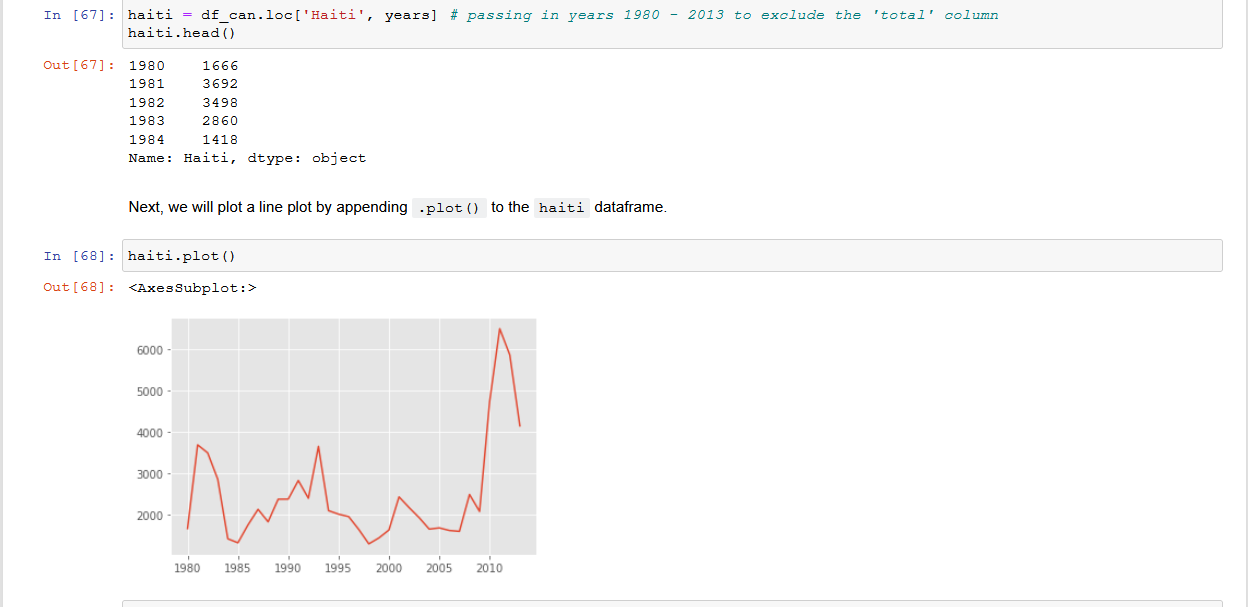 In [67]: haiti = df_can.loc['Haiti', years] # passing in years 1980 - 2013 to exclude the 'total' column
haiti.head()
Out[67]: 1980    1666
1981    3692
1982    3498
1983    2860
1984    1418
Name: Haiti, dtype: object
Next, we will plot a line plot by appending .plot() to the haiti dataframe.
In [68]: haiti.plot()
Out[68]: <AxesSubplot:>
6000
5000
4000
3000
2000
1980 1985 1990 1995 2000 2005 2010